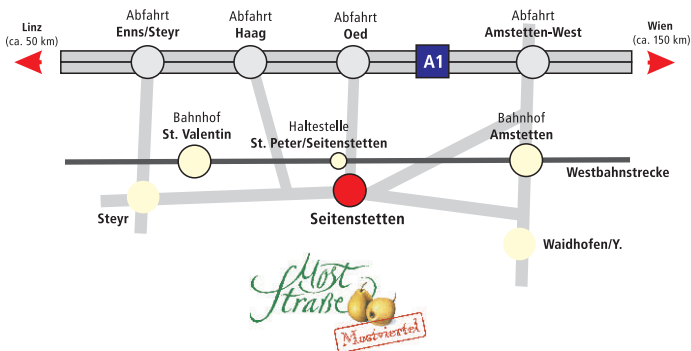 Linz
(ca. 50 km)
Abfahrt
Enns/Steyr
Abfahrt
Haag
Abfahrt
Oed
A1
Abfahrt
Amstetten-West
Wien
(ca. 150 km)
Bahnhof
St. Valentin
Haltestelle
St. Peter/Seitenstetten
Bahnhof
Amstetten
Westbahnstrecke
Steyr
Seitenstetten
Waidhofen/Y.
Most
Straße
Mostviertel